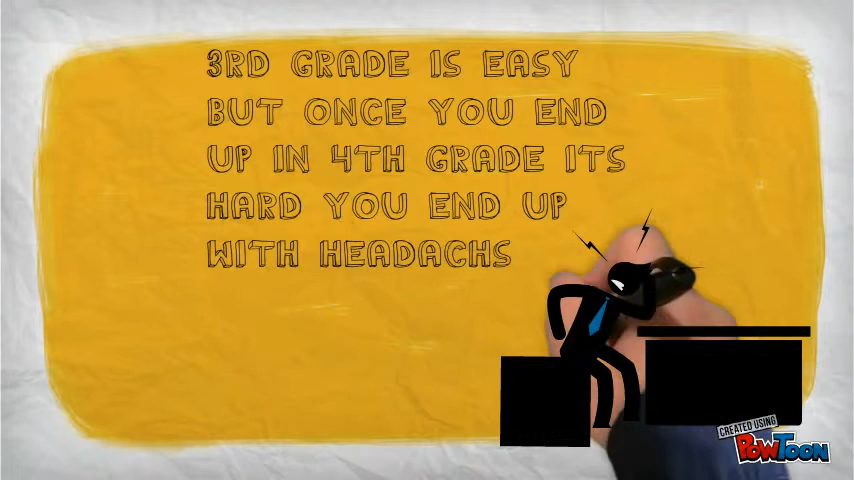 3RD GRADE IS EASY
BUT ONCE YOU END
UP IN 4TH GRADE ITS
HARD YOU END UP
WITH HEADACHS
CREATED USING
POWTOON